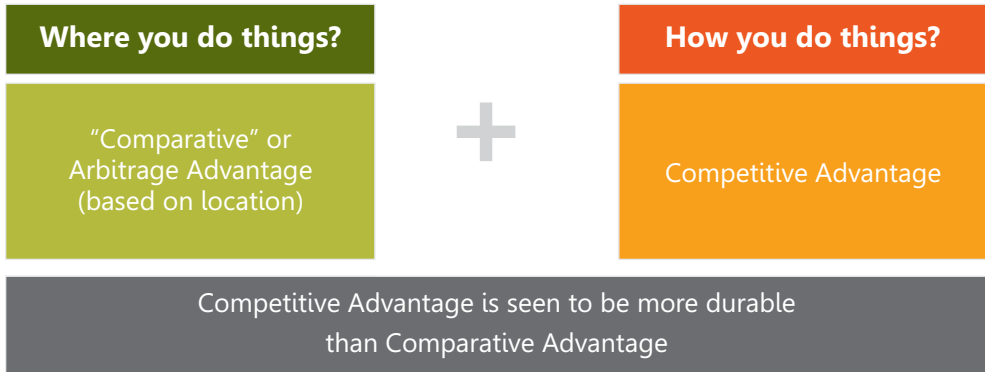 Where you do things?
"Comparative" or
Arbitrage Advantage
(based on location)
+
How you do things?
Competitive Advantage
Competitive Advantage is seen to be more durable
than Comparative Advantage